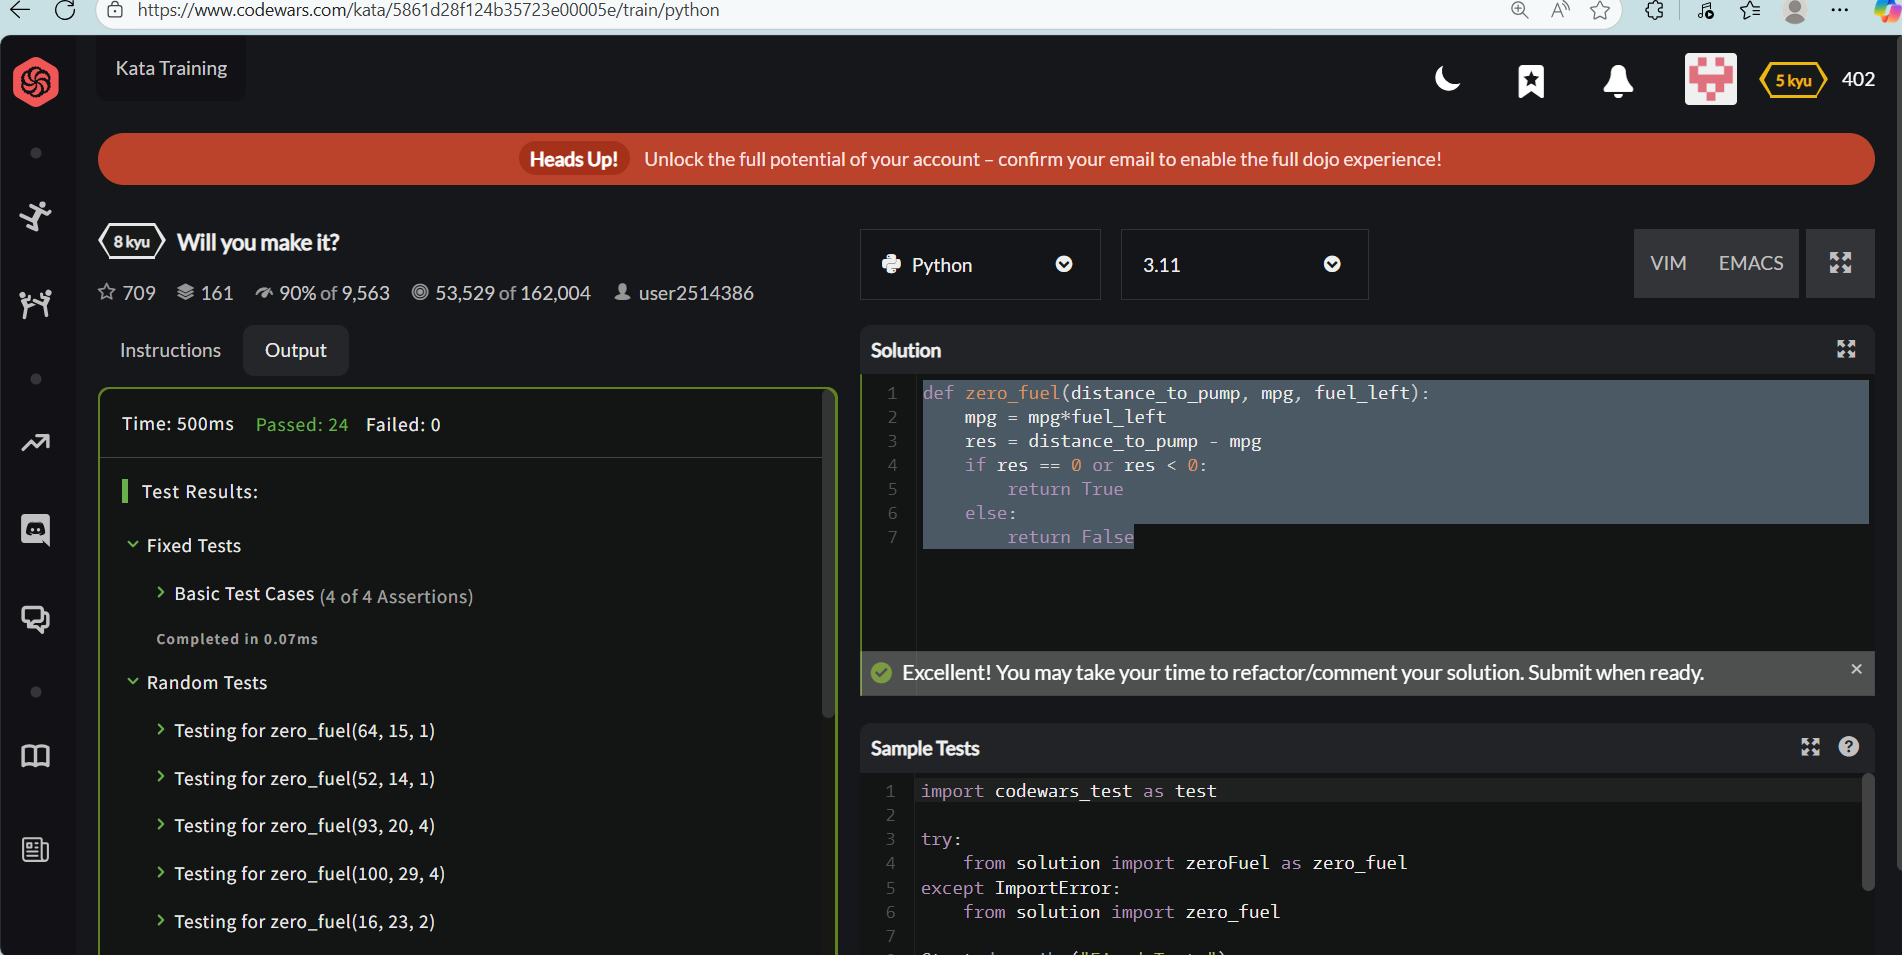 https://www.codewars.com/kata/5861d28f124b35723e00005e/train/python
Kata Training
5 kyu
402
Heads Up! Unlock the full potential of your account – confirm your email to enable the full dojo experience!
8 kyu Will you make it?
709 161 90% of 9,563 53,529 of 162,004 user2514386
Python
3.11
VIM EMACS
Instructions Output
Time: 500ms Passed: 24 Failed: 0
Test Results:
Fixed Tests
Basic Test Cases (4 of 4 Assertions)
Completed in 0.07ms
Random Tests
Testing for zero_fuel(64, 15, 1)
Testing for zero_fuel(52, 14, 1)
Testing for zero_fuel(93, 20, 4)
Testing for zero_fuel(100, 29, 4)
Testing for zero_fuel(16, 23, 2)
Solution
1 def zero_fuel(distance_to_pump, mpg, fuel_left):
2     mpg = mpg*fuel_left
3     res = distance_to_pump - mpg
4     if res == 0 or res < 0:
5         return True
6     else:
7         return False
Excellent! You may take your time to refactor/comment your solution. Submit when ready.
Sample Tests
1 import codewars_test as test
2
3 try:
4     from solution import zeroFuel as zero_fuel
5 except ImportError:
6     from solution import zero_fuel
7